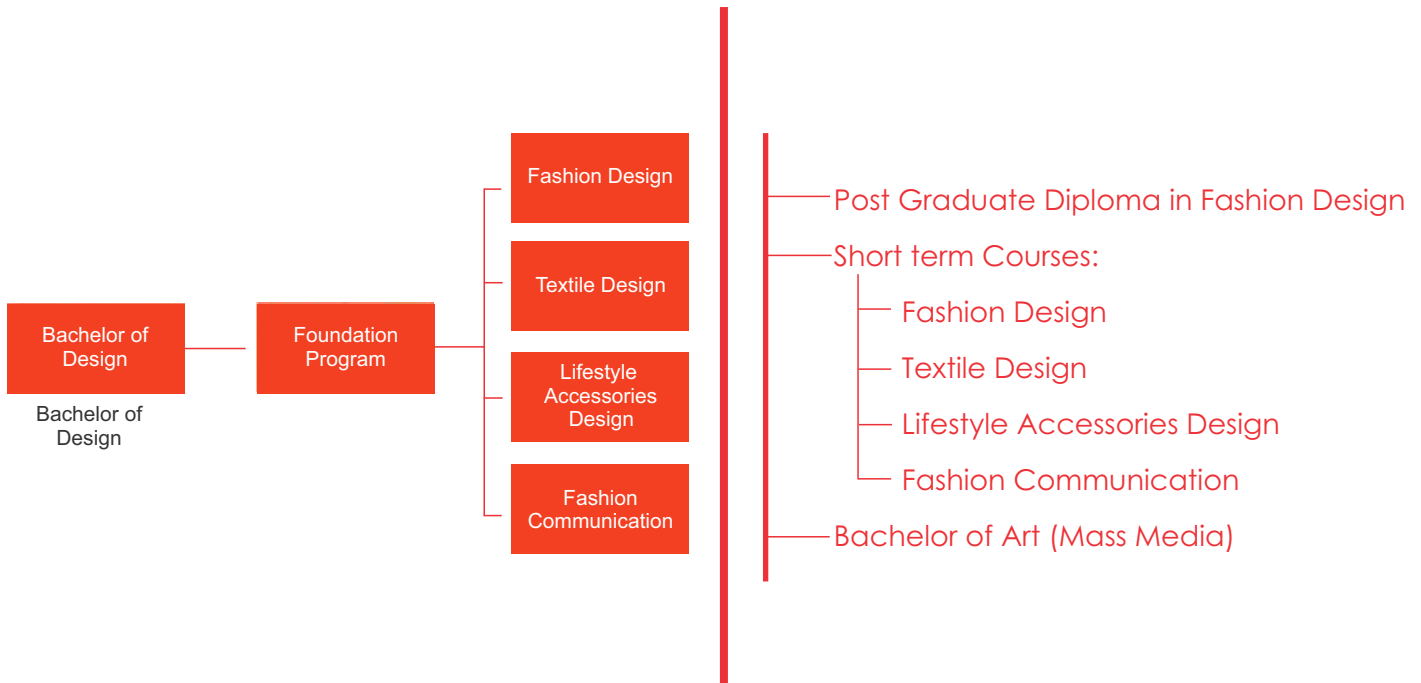 Bachelor of
Design
Bachelor of
Design
Foundation
Program
Fashion Design
Textile Design
Lifestyle
Accessories
Design
Fashion
Communication
Post Graduate Diploma in Fashion Design
Short term Courses:
Fashion Design
Textile Design
Lifestyle Accessories Design
Fashion Communication
Bachelor of Art (Mass Media)